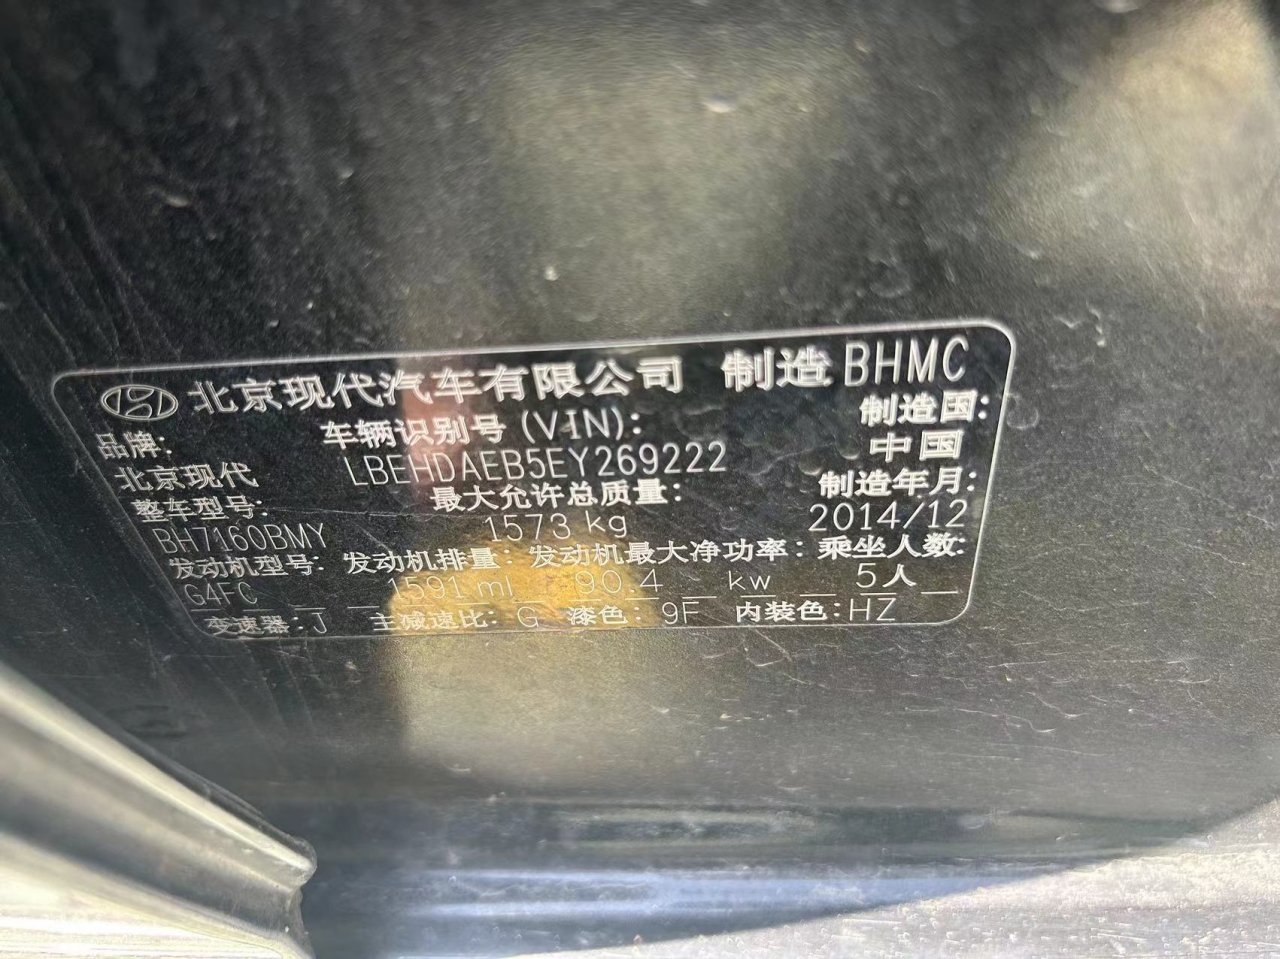 北京现代汽车有限公司 制造 BHMC
品牌: 车辆识别号 (VIN): 制造国:
北京现代 LBEHDAEB5EY269222 中国
整车型号: 最大允许总质量: 制造年月:
BH7160BMY 1573 kg 2014/12
发动机型号: 发动机排量: 发动机最大净功率: 乘坐人数:
G4FC 1591 ml 90.4 kw 5人
变速器: J 主减速比: G 漆色: 9F 内装色: HZ